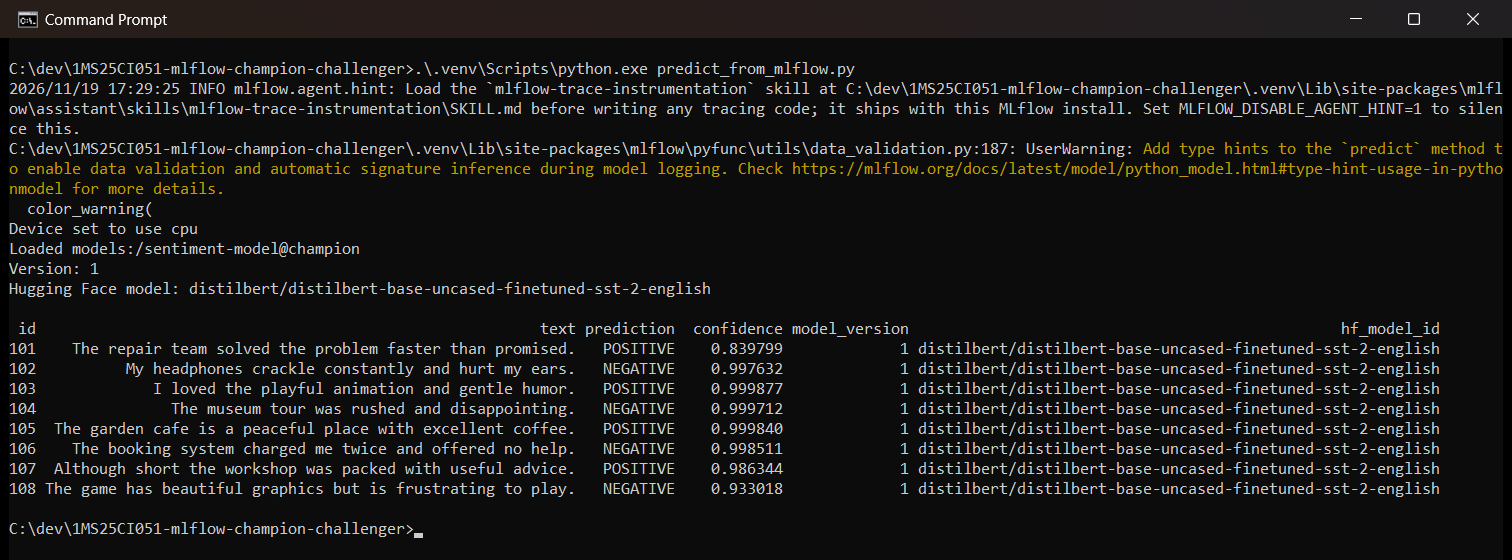 Command Prompt
C:\dev\1MS25CI051-mlflow-champion-challenger>.\.venv\Scripts\python.exe predict_from_mlflow.py
2026/11/19 17:29:25 INFO mlflow.agent.hint: Load the `mlflow-trace-instrumentation` skill at C:\dev\1MS25CI051-mlflow-champion-challenger\.venv\Lib\site-packages\mlfl
ow\assistant\skills\mlflow-trace-instrumentation\SKILL.md before writing any tracing code; it ships with this MLflow install. Set MLFLOW_DISABLE_AGENT_HINT=1 to silen
ce this.
C:\dev\1MS25CI051-mlflow-champion-challenger\.venv\Lib\site-packages\mlflow\pyfunc\utils\data_validation.py:187: UserWarning: Add type hints to the `predict` method t
o enable data validation and automatic signature inference during model logging. Check https://mlflow.org/docs/latest/model/python_model.html#type-hint-usage-in-pytho
nmodel for more details.
  color_warning(
Device set to use cpu
Loaded models:/sentiment-model@champion
Version: 1
Hugging Face model: distilbert/distilbert-base-uncased-finetuned-sst-2-english
 id                                                        text prediction  confidence model_version                                                hf_model_id
101    The repair team solved the problem faster than promised.   POSITIVE    0.839799             1 distilbert/distilbert-base-uncased-finetuned-sst-2-english
102          My headphones crackle constantly and hurt my ears.   NEGATIVE    0.997632             1 distilbert/distilbert-base-uncased-finetuned-sst-2-english
103             I loved the playful animation and gentle humor.   POSITIVE    0.999877             1 distilbert/distilbert-base-uncased-finetuned-sst-2-english
104               The museum tour was rushed and disappointing.   NEGATIVE    0.999712             1 distilbert/distilbert-base-uncased-finetuned-sst-2-english
105  The garden cafe is a peaceful place with excellent coffee.   POSITIVE    0.999840             1 distilbert/distilbert-base-uncased-finetuned-sst-2-english
106    The booking system charged me twice and offered no help.   NEGATIVE    0.998511             1 distilbert/distilbert-base-uncased-finetuned-sst-2-english
107  Although short the workshop was packed with useful advice.   POSITIVE    0.986344             1 distilbert/distilbert-base-uncased-finetuned-sst-2-english
108 The game has beautiful graphics but is frustrating to play.   NEGATIVE    0.933018             1 distilbert/distilbert-base-uncased-finetuned-sst-2-english
C:\dev\1MS25CI051-mlflow-champion-challenger>